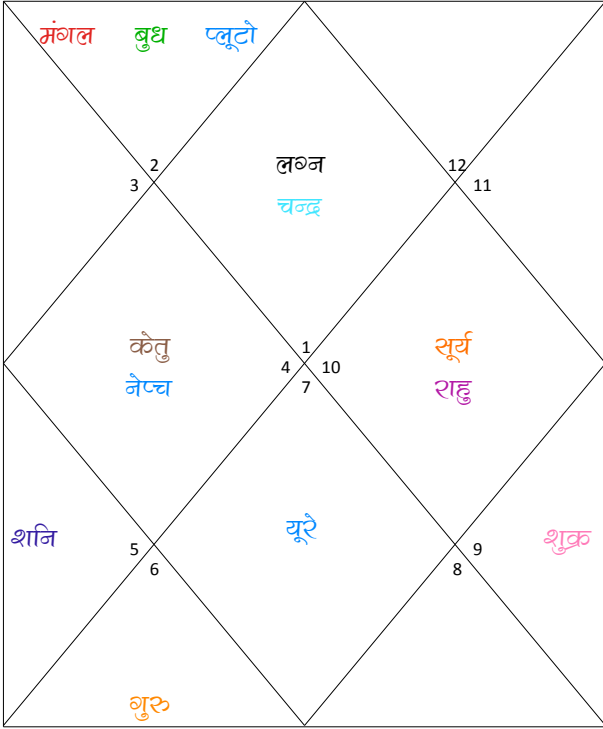 मंगल बुध प्लूटो
लग्न
2 12
3 11
चन्द्र
केतु 1 सूर्य
4 10
नेप्च 7 राहु
शनि यूरे शुक्र
5 9
6 8
गुरु